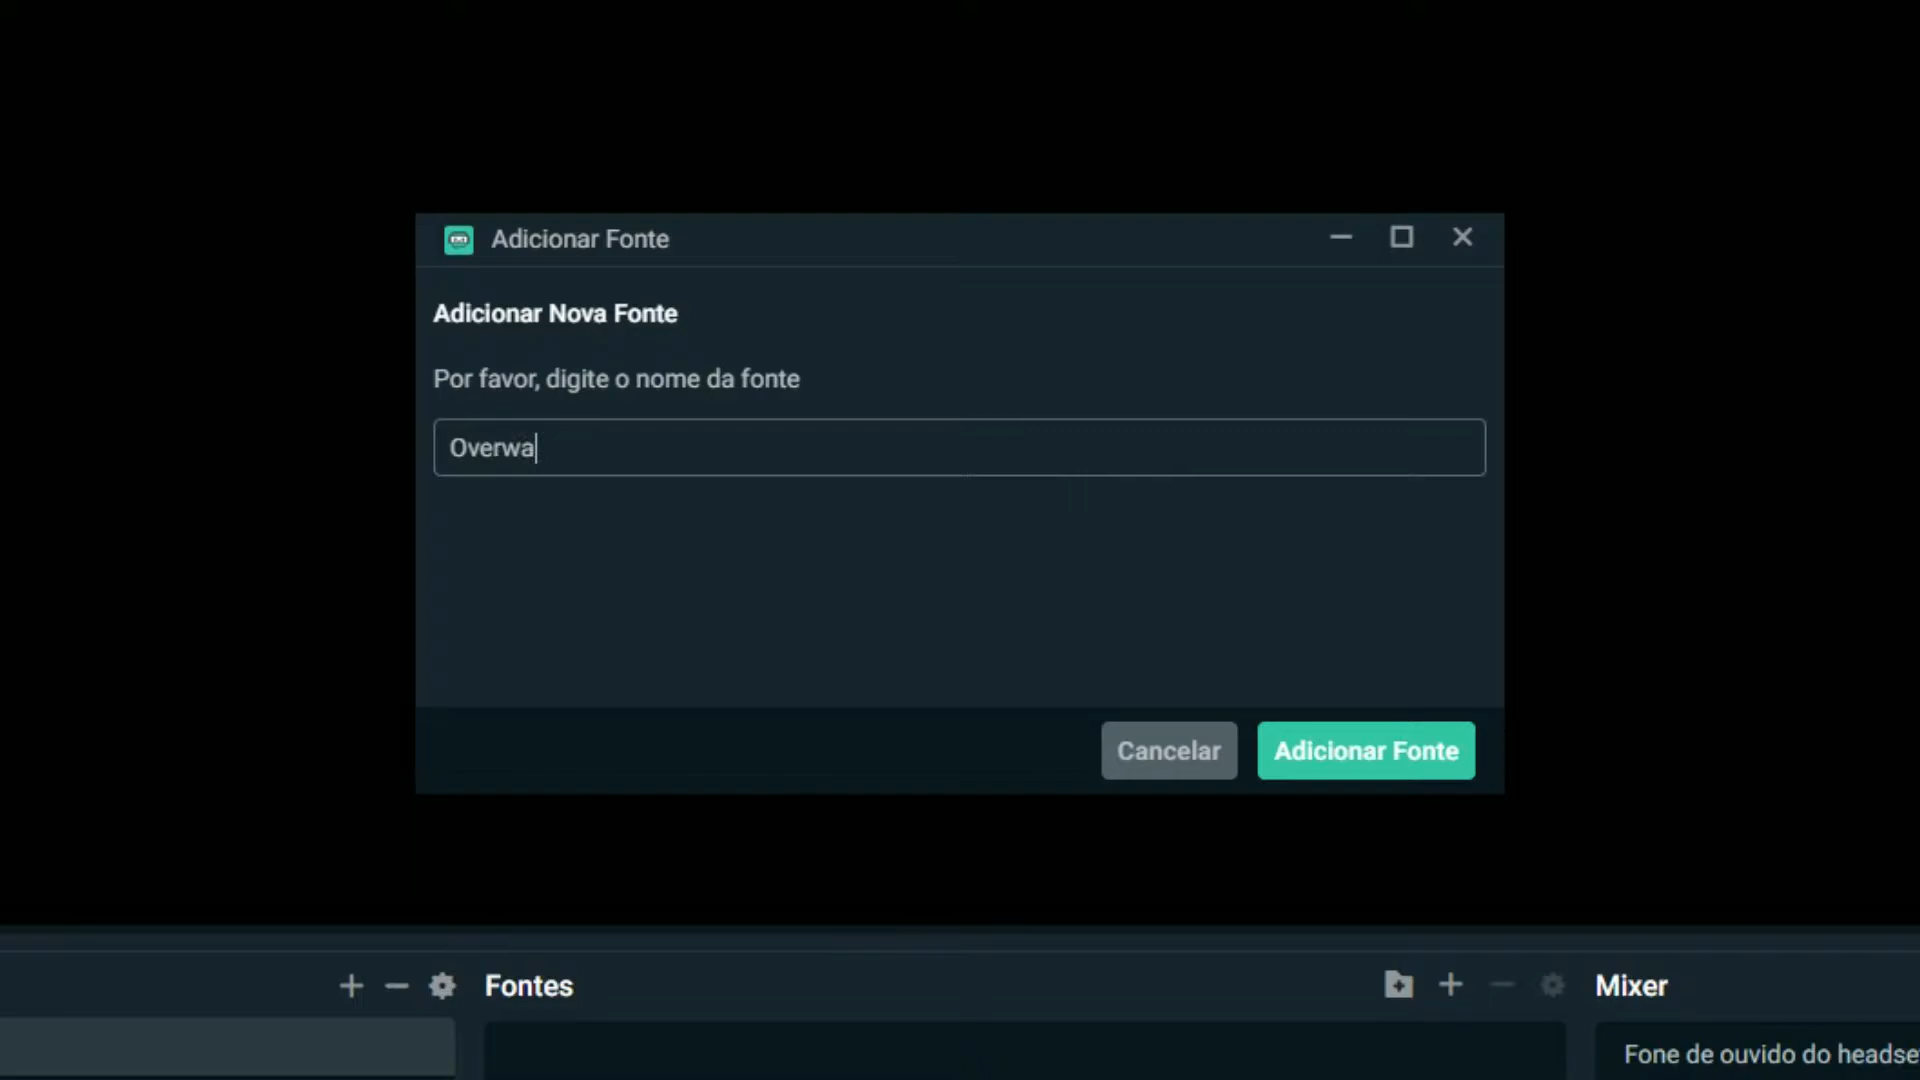 Adicionar Fonte
Adicionar Nova Fonte
Por favor, digite o nome da fonte
Overwa
Cancelar
Adicionar Fonte
Fontes
Mixer
Fone de ouvido do headse